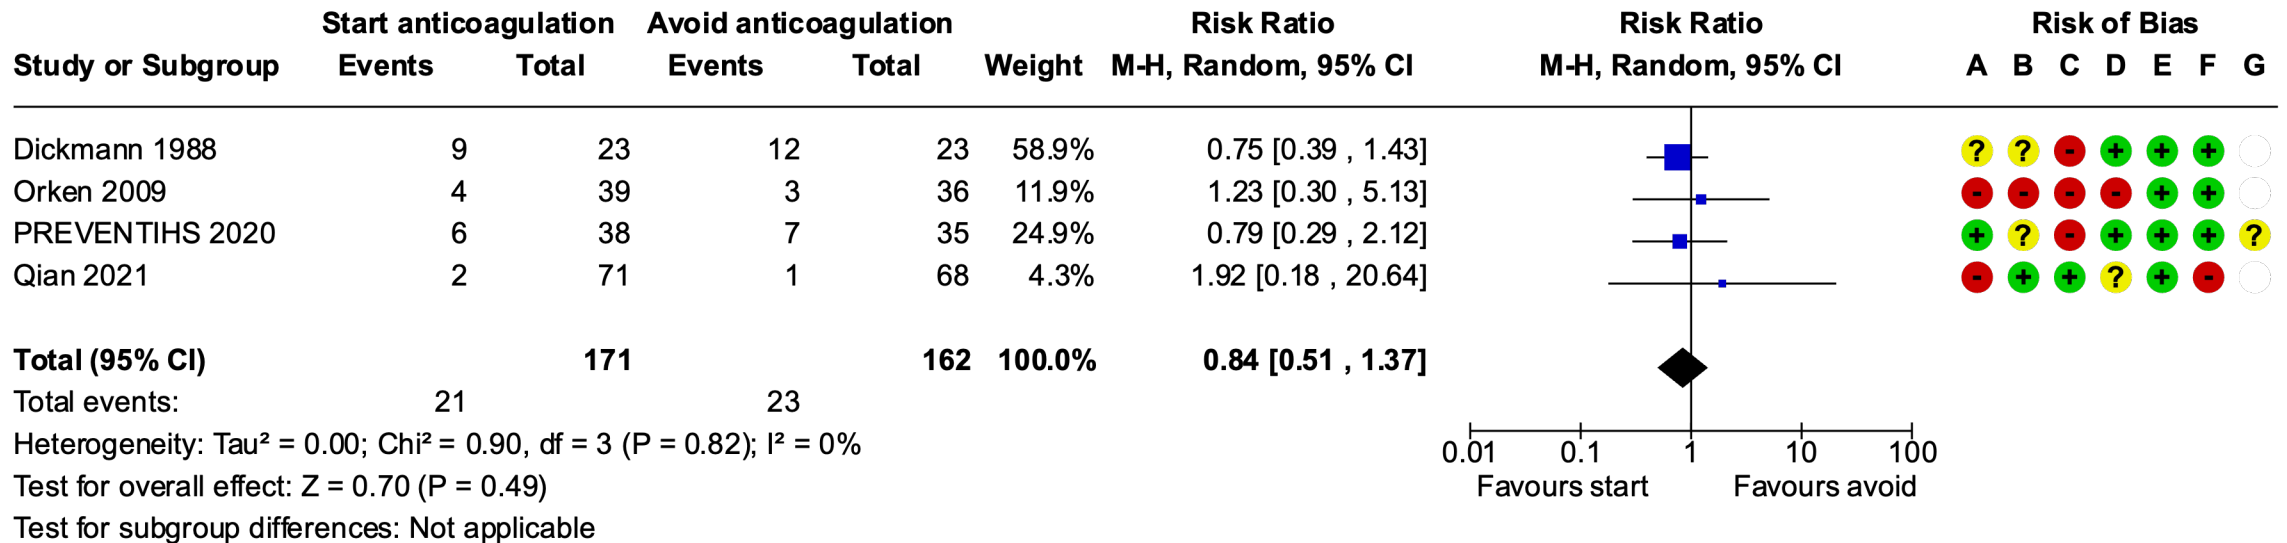 Start anticoagulation Avoid anticoagulation Risk Ratio Risk Ratio Risk of Bias
Study or Subgroup Events Total Events Total Weight M-H, Random, 95% CI M-H, Random, 95% CI A B C D E F G
Dickmann 1988 9 23 12 23 58.9% 0.75 [0.39 , 1.43] ? ? - + + +
Orken 2009 4 39 3 36 11.9% 1.23 [0.30 , 5.13] - - - - + +
PREVENTIHS 2020 6 38 7 35 24.9% 0.79 [0.29 , 2.12] + ? - + + + ?
Qian 2021 2 71 1 68 4.3% 1.92 [0.18 , 20.64] - + + ? + -
Total (95% CI) 171 162 100.0% 0.84 [0.51 , 1.37]
Total events: 21 23
Heterogeneity: Tau² = 0.00; Chi² = 0.90, df = 3 (P = 0.82); I² = 0%
0.01 0.1 1 10 100
Test for overall effect: Z = 0.70 (P = 0.49) Favours start Favours avoid
Test for subgroup differences: Not applicable